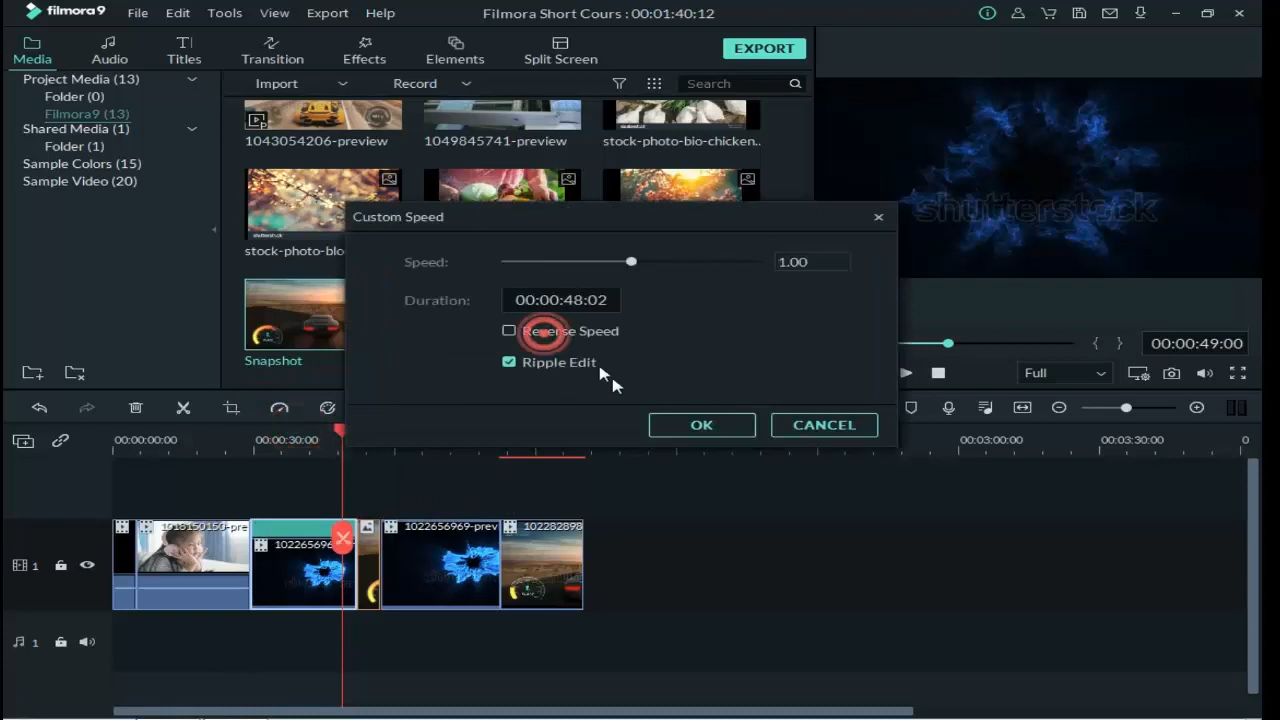 filmora9 File Edit Tools View Export Help Filmora Short Cours : 00:01:40:12
Media Audio Titles Transition Effects Elements Split Screen EXPORT
Project Media (13)
Folder (0)
Filmora9 (13)
Shared Media (1)
Folder (1)
Sample Colors (15)
Sample Video (20)
Import Record Search
1043054206-preview 1049845741-preview stock-photo-bio-chicken..
stock-photo-blo
Snapshot
shutterstock
Custom Speed
Speed: 1.00
Duration: 00:00:48:02
Reverse Speed
Ripple Edit
OK CANCEL
00:00:49:00
Full
00:00:00:00 00:00:30:00 00:03:00:00 00:03:30:00 0
1018150150-pre 10226569 1022656969-prev 102282898
1
1